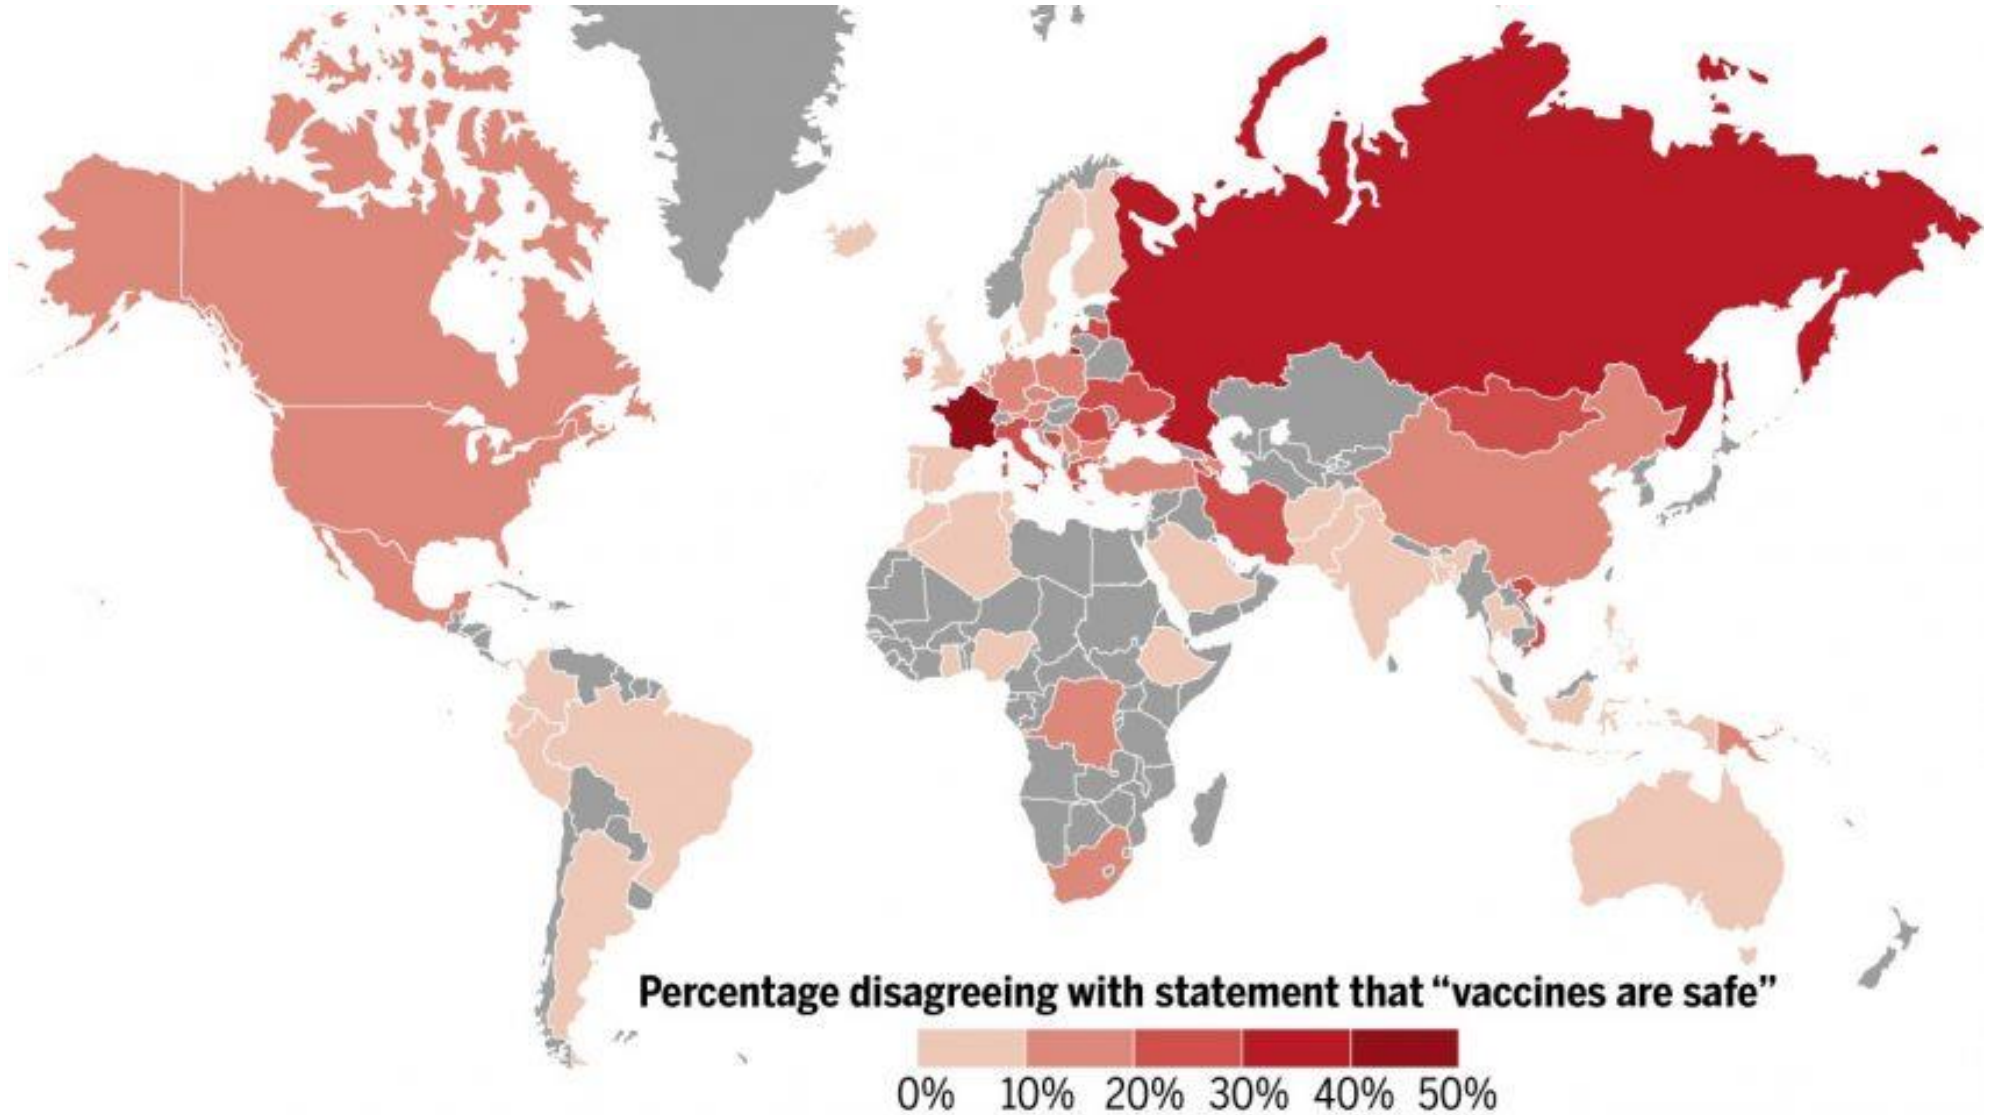 Percentage disagreeing with statement that “vaccines are safe”
0% 10% 20% 30% 40% 50%